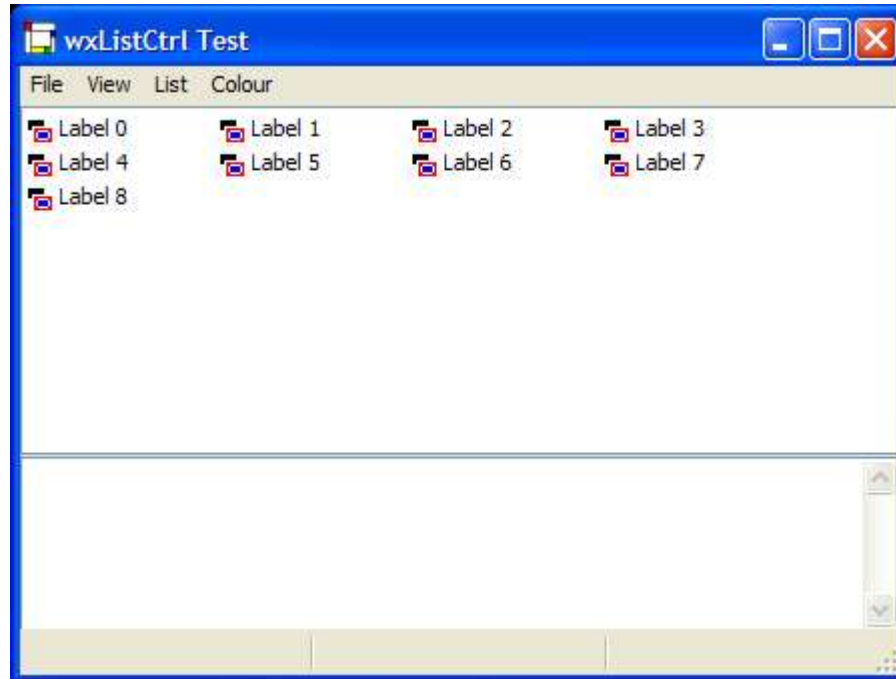 wxListCtrl Test
File View List Colour
Label 0 Label 1 Label 2 Label 3
Label 4 Label 5 Label 6 Label 7
Label 8